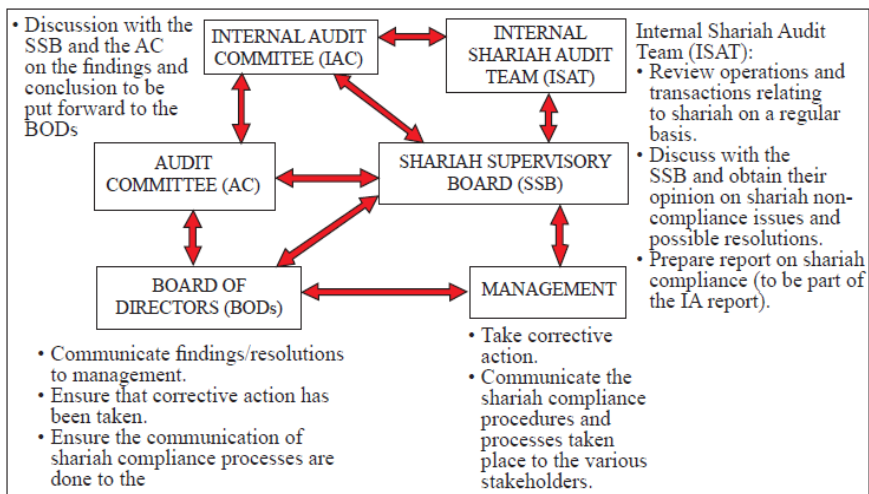 • Discussion with the
SSB and the AC
on the findings and
conclusion to be
put forward to the
BODs
INTERNAL AUDIT
COMMITEE (IAC)
INTERNAL
SHARIAH AUDIT
TEAM (ISAT)
Internal Shariah Audit
Team (ISAT):
• Review operations and
transactions relating
to shariah on a regular
basis.
• Discuss with the
SSB and obtain their
opinion on shariah non-
compliance issues and
possible resolutions.
• Prepare report on shariah
compliance (to be part of
the IA report).
AUDIT
COMMITTEE (AC)
SHARIAH SUPERVISORY
BOARD (SSB)
BOARD OF
DIRECTORS (BODs)
MANAGEMENT
• Communicate findings/resolutions
to management.
• Ensure that corrective action has
been taken.
• Ensure the communication of
shariah compliance processes are
done to the
• Take corrective
action.
• Communicate the
shariah compliance
procedures and
processes taken
place to the various
stakeholders.